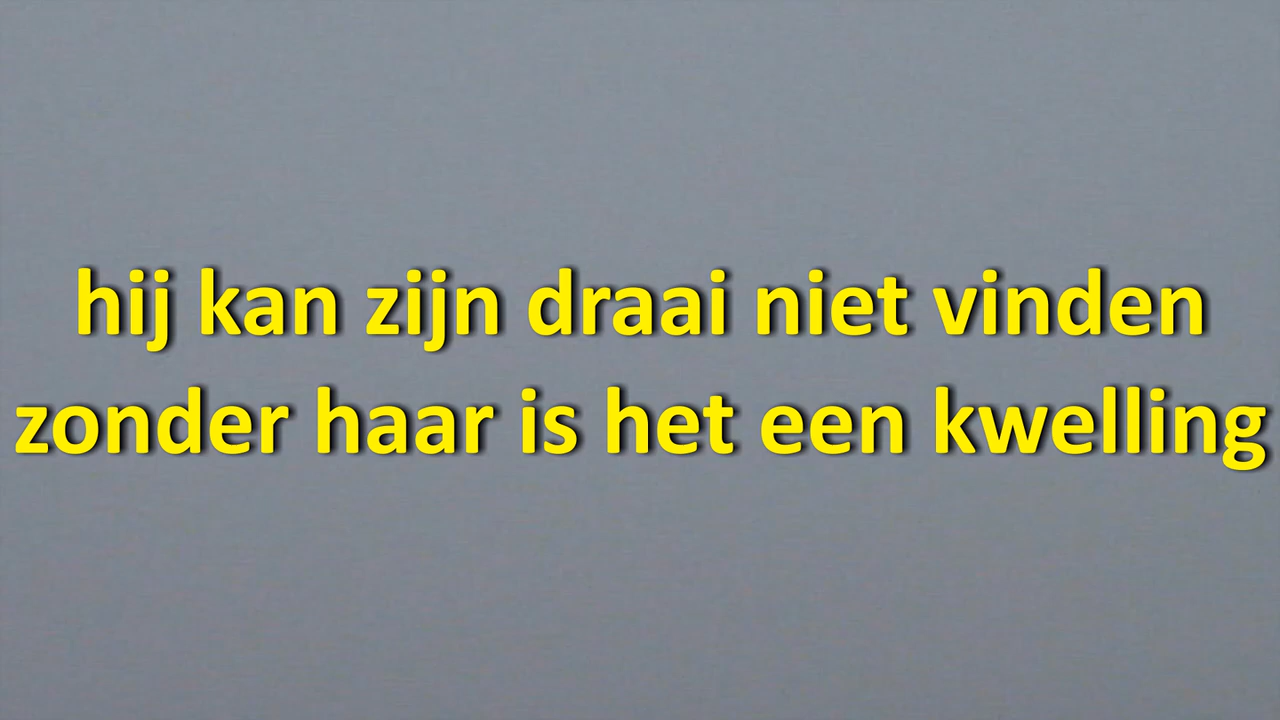 hij kan zijn draai niet vinden
zonder haar is het een kwelling